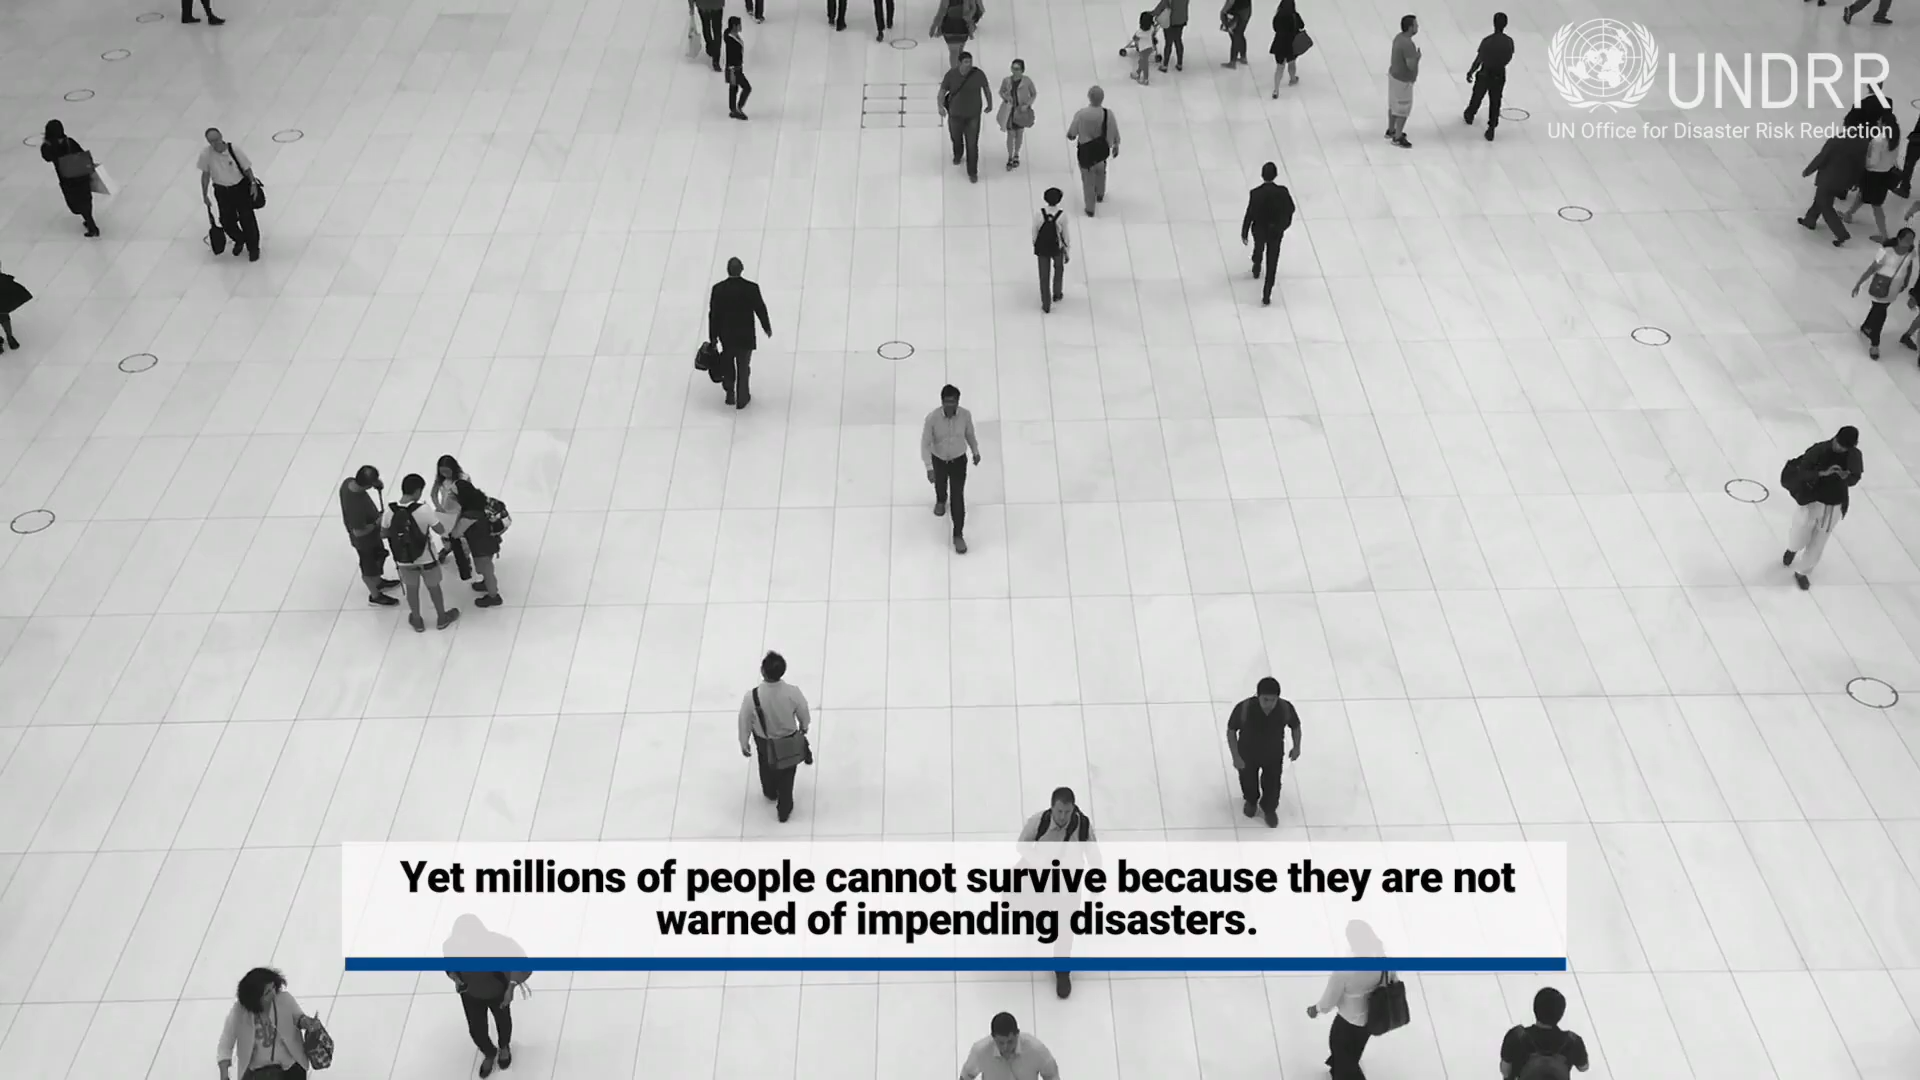 UNDRR
UN Office for Disaster Risk Reduction
Yet millions of people cannot survive because they are not
warned of impending disasters.